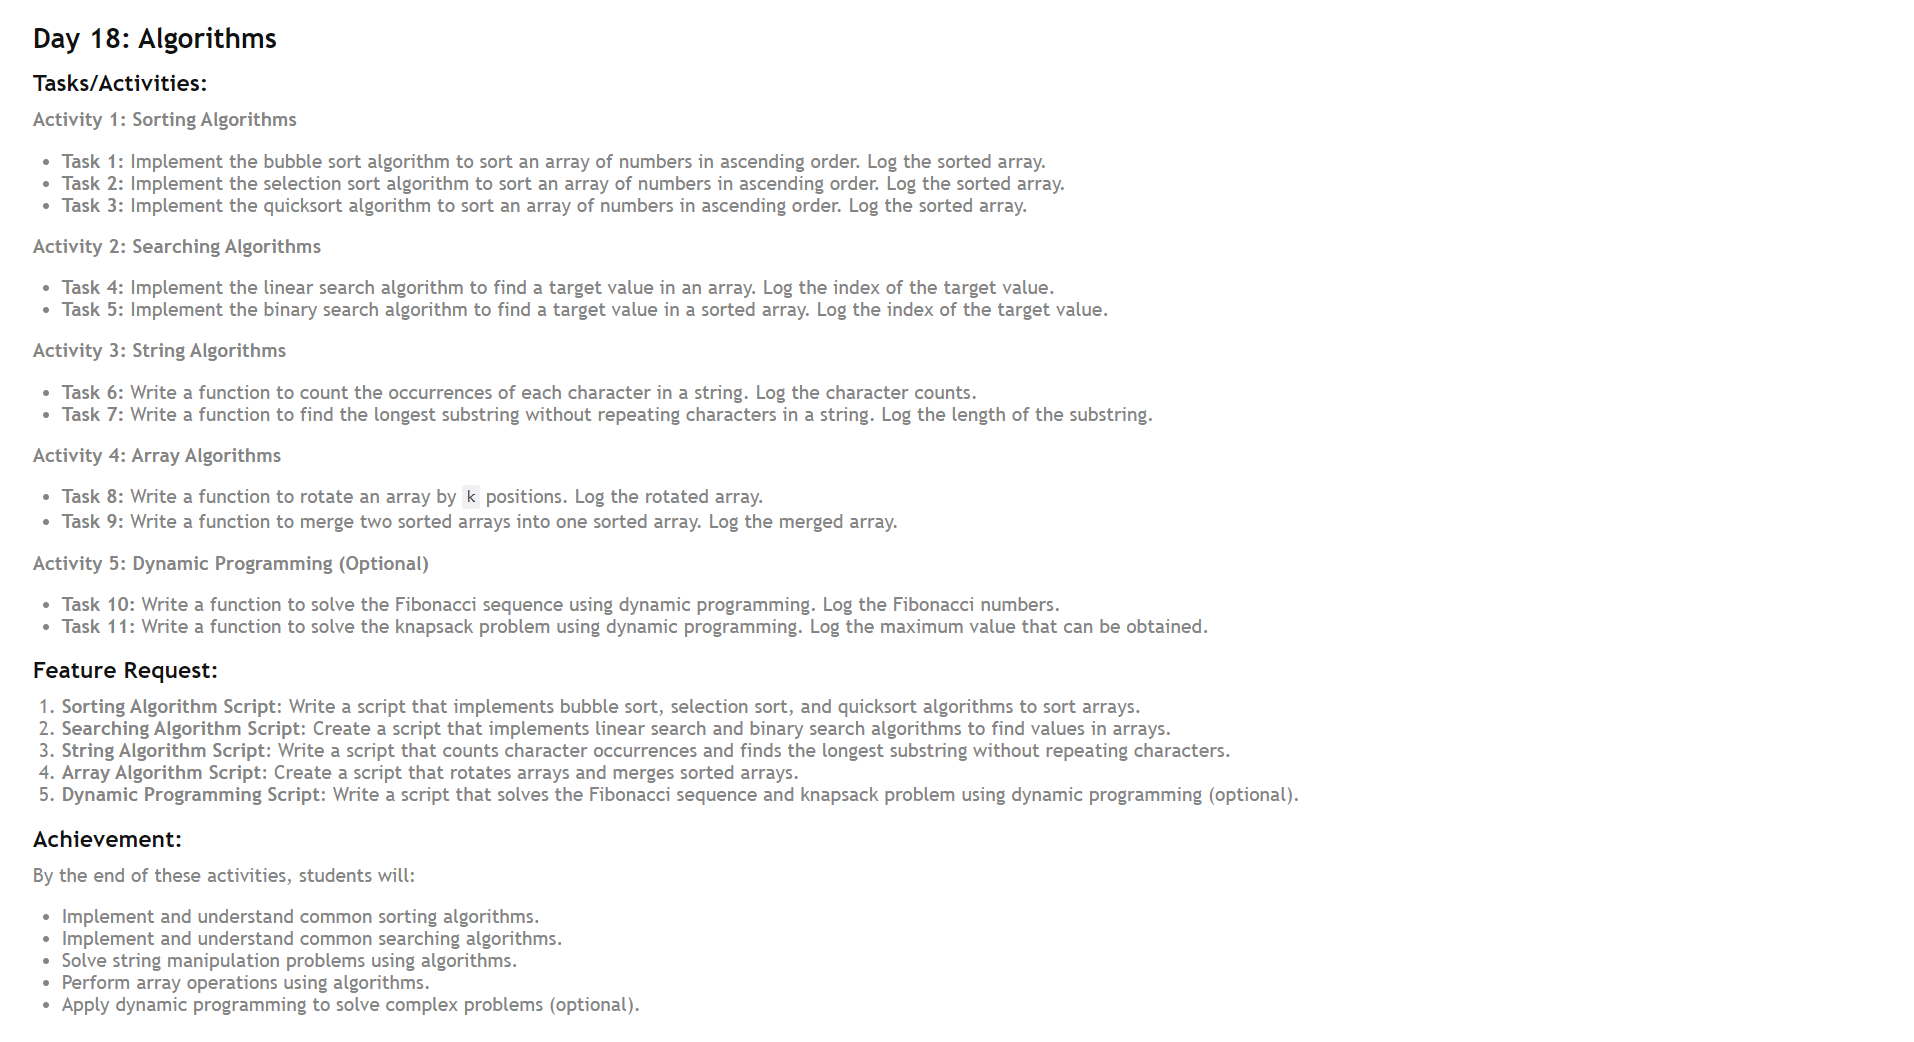 Day 18: Algorithms
Tasks/Activities:
Activity 1: Sorting Algorithms
• Task 1: Implement the bubble sort algorithm to sort an array of numbers in ascending order. Log the sorted array.
• Task 2: Implement the selection sort algorithm to sort an array of numbers in ascending order. Log the sorted array.
• Task 3: Implement the quicksort algorithm to sort an array of numbers in ascending order. Log the sorted array.
Activity 2: Searching Algorithms
• Task 4: Implement the linear search algorithm to find a target value in an array. Log the index of the target value.
• Task 5: Implement the binary search algorithm to find a target value in a sorted array. Log the index of the target value.
Activity 3: String Algorithms
• Task 6: Write a function to count the occurrences of each character in a string. Log the character counts.
• Task 7: Write a function to find the longest substring without repeating characters in a string. Log the length of the substring.
Activity 4: Array Algorithms
• Task 8: Write a function to rotate an array by k positions. Log the rotated array.
• Task 9: Write a function to merge two sorted arrays into one sorted array. Log the merged array.
Activity 5: Dynamic Programming (Optional)
• Task 10: Write a function to solve the Fibonacci sequence using dynamic programming. Log the Fibonacci numbers.
• Task 11: Write a function to solve the knapsack problem using dynamic programming. Log the maximum value that can be obtained.
Feature Request:
1. Sorting Algorithm Script: Write a script that implements bubble sort, selection sort, and quicksort algorithms to sort arrays.
2. Searching Algorithm Script: Create a script that implements linear search and binary search algorithms to find values in arrays.
3. String Algorithm Script: Write a script that counts character occurrences and finds the longest substring without repeating characters.
4. Array Algorithm Script: Create a script that rotates arrays and merges sorted arrays.
5. Dynamic Programming Script: Write a script that solves the Fibonacci sequence and knapsack problem using dynamic programming (optional).
Achievement:
By the end of these activities, students will:
• Implement and understand common sorting algorithms.
• Implement and understand common searching algorithms.
• Solve string manipulation problems using algorithms.
• Perform array operations using algorithms.
• Apply dynamic programming to solve complex problems (optional).